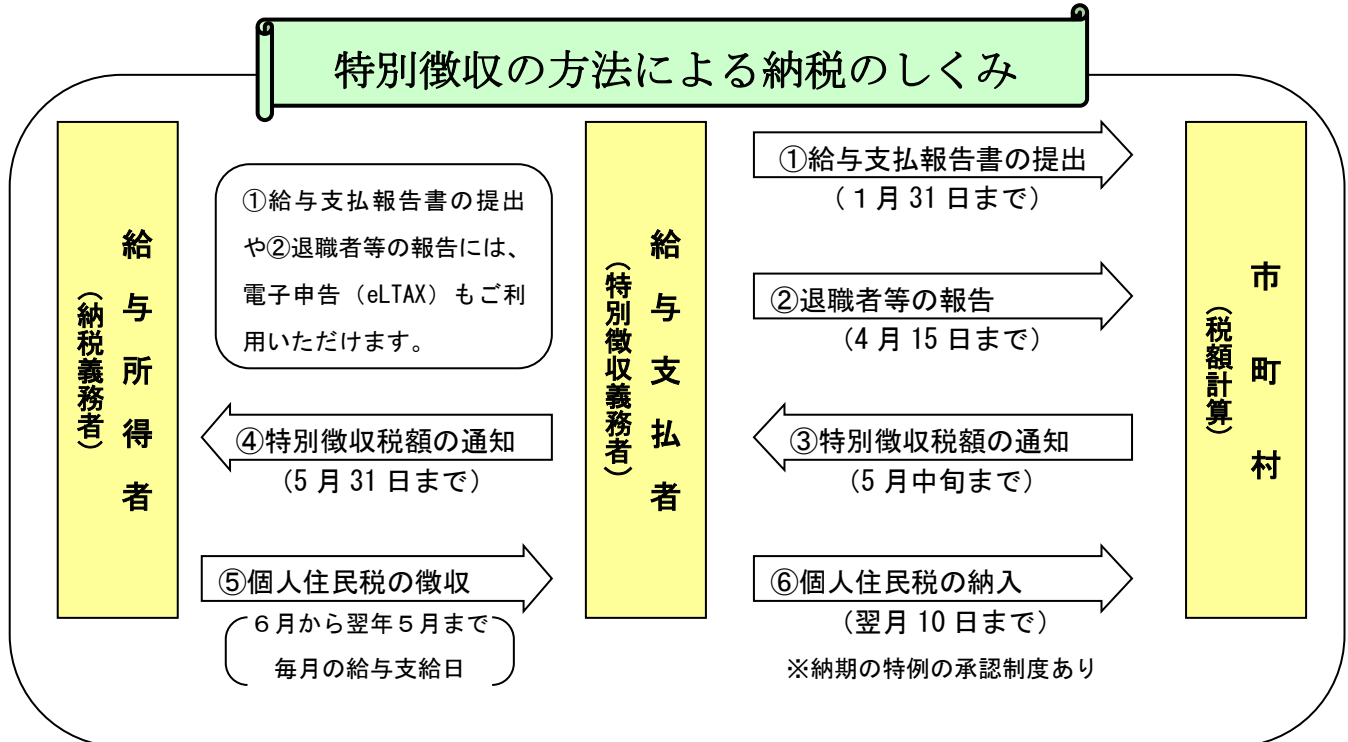 特別徴収の方法による納税のしくみ
給与所得者
（納税義務者）
①給与支払報告書の提出
や②退職者等の報告には、
電子申告（eLTAX）もご利
用いただけます。
給与支払者
（特別徴収義務者）
①給与支払報告書の提出
（１月 31 日まで）
②退職者等の報告
（4 月 15 日まで）
③特別徴収税額の通知
（5 月中旬まで）
④特別徴収税額の通知
（5 月 31 日まで）
⑤個人住民税の徴収
（６月から翌年５月まで
毎月の給与支給日）
⑥個人住民税の納入
（翌月 10 日まで）
※納期の特例の承認制度あり
市町村
（税額計算）